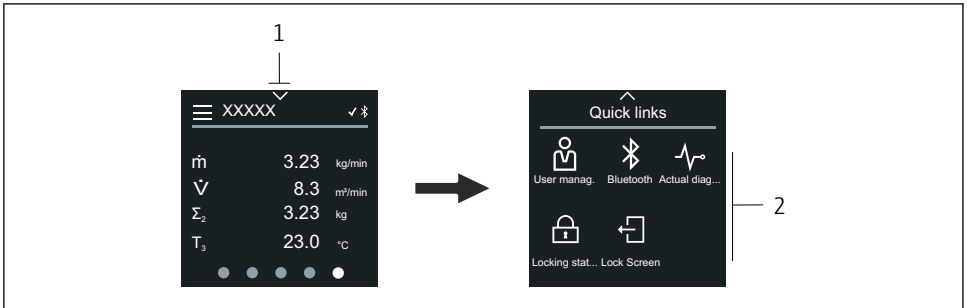 1
XXXXX
ṁ 3.23 kg/min
V̇ 8.3 m³/min
Σ₂ 3.23 kg
T₃ 23.0 °C
Quick links
User manag. Bluetooth Actual diag...
Locking stat... Lock Screen
2